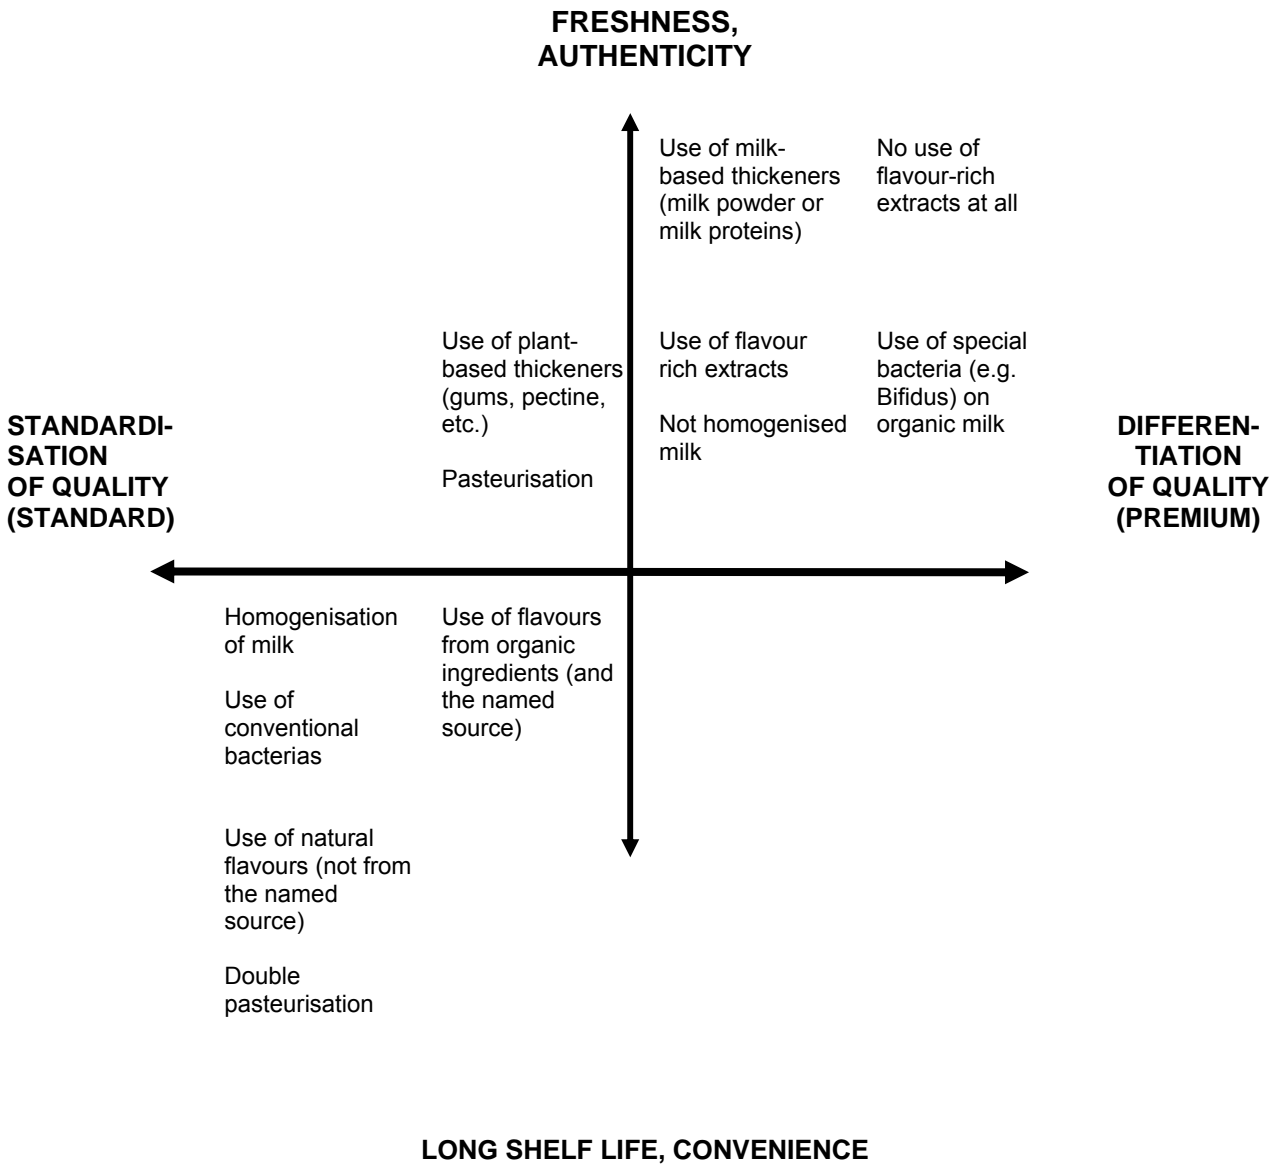 FRESHNESS,
AUTHENTICITY
Use of milk-
based thickeners
(milk powder or
milk proteins)
No use of
flavour-rich
extracts at all
Use of plant-
based thickeners
(gums, pectine,
etc.)
Pasteurisation
Use of flavour
rich extracts
Not homogenised
milk
Use of special
bacteria (e.g.
Bifidus) on
organic milk
STANDARDI-
SATION
OF QUALITY
(STANDARD)
DIFFEREN-
TIATION
OF QUALITY
(PREMIUM)
Homogenisation
of milk
Use of
conventional
bacterias
Use of flavours
from organic
ingredients (and
the named
source)
Use of natural
flavours (not from
the named
source)
Double
pasteurisation
LONG SHELF LIFE, CONVENIENCE